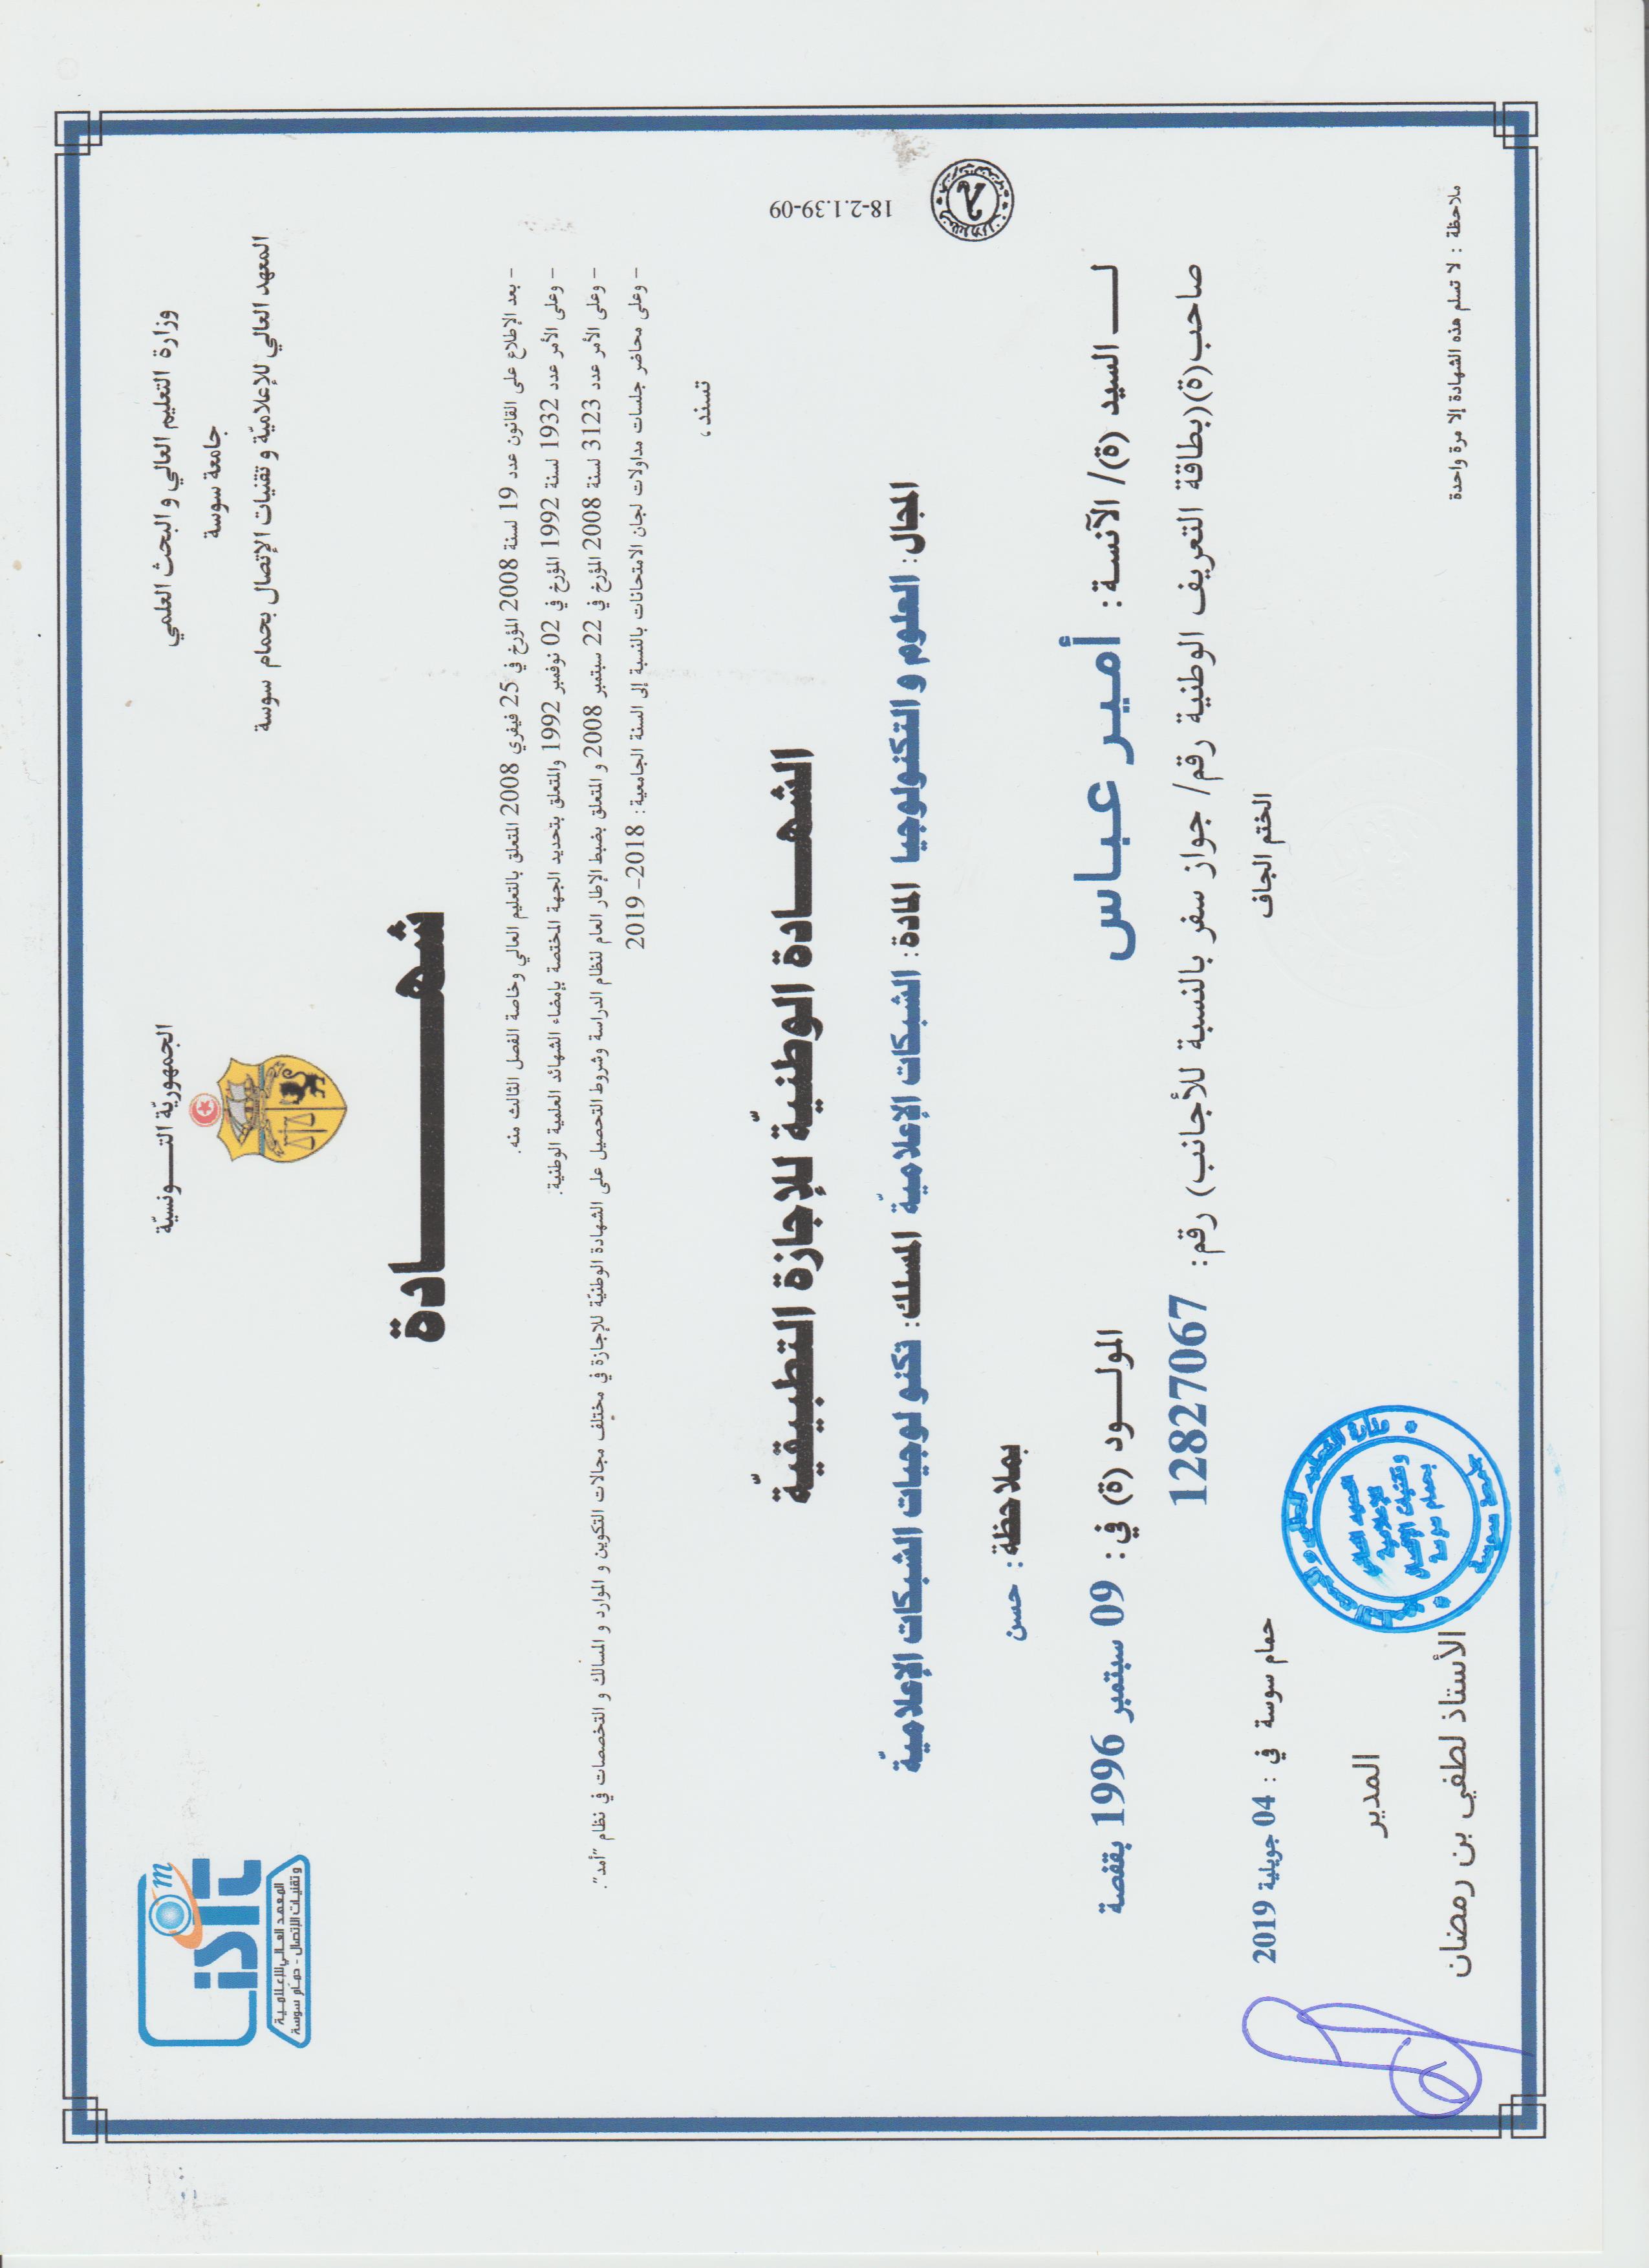 وزارة التعليم العالي و البحث العلمي
جامعة سوسة
المعهد العالي للإعلاميّة و تقنيات الإتصال بحمام سوسة
الجمهوريّة التـــونسيّة
m
isitc
المعهد العالي للإعلامية
و تقنيات الإتصال - حمّام سوسة
شهـــــادة
– بعد الإطلاع على القانون عدد 19 لسنة 2008 المؤرخ في 25 فيفري 2008 المتعلق بالتعليم العالي وخاصة الفصل الثالث منه.
– وعلى الأمر عدد 1932 لسنة 1992 المؤرخ في 02 نوفمبر 1992 والمتعلق بتحديد الجهة المختصة بإمضاء الشهائد العلمية الوطنية.
– وعلى الأمر عدد 3123 لسنة 2008 المؤرخ في 22 سبتمبر 2008 و المتعلق بضبط الإطار العام لنظام الدراسة وشروط التحصيل على الشهادة الوطنيّة للإجازة في مختلف مجالات التكوين و الموارد و المسالك و التخصصات في نظام "أمد".
– وعلى محاضر جلسات مداولات لجان الامتحانات بالنسبة إلى السنة الجامعية: 2018– 2019
تسند ،
الشهـــادة الوطنيّة للإجازة التطبيقيّة
المجال: العلوم و التكنولوجيا المادة: الشبكات الإعلاميّة المسلك: تكنو لوجيات الشبكات الإعلاميّة
بملاحظة: حسن
لـــ السيد (ة)/ الآنسة: أمير عباس
المولـــود (ة) في: 09 سبتمبر 1996 بقفصة
صاحب(ة)(بطاقة التعريف الوطنية رقم/ جواز سفر بالنسبة للأجانب) رقم: 12827067
الختم الجاف
حمام سوسة في : 04 جويلية 2019
المدير
الأستاذ لطفي بن رمضان
وزارة التعليم العالي و البحث العلمي
المعهد العالي
للإعلامية
وتقنيات الإتصال
بحمام سوسة
جامعة سوسة
ملاحظة : لا تسلم هذه الشهادة إلا مرة واحدة
18-2.1.39-09